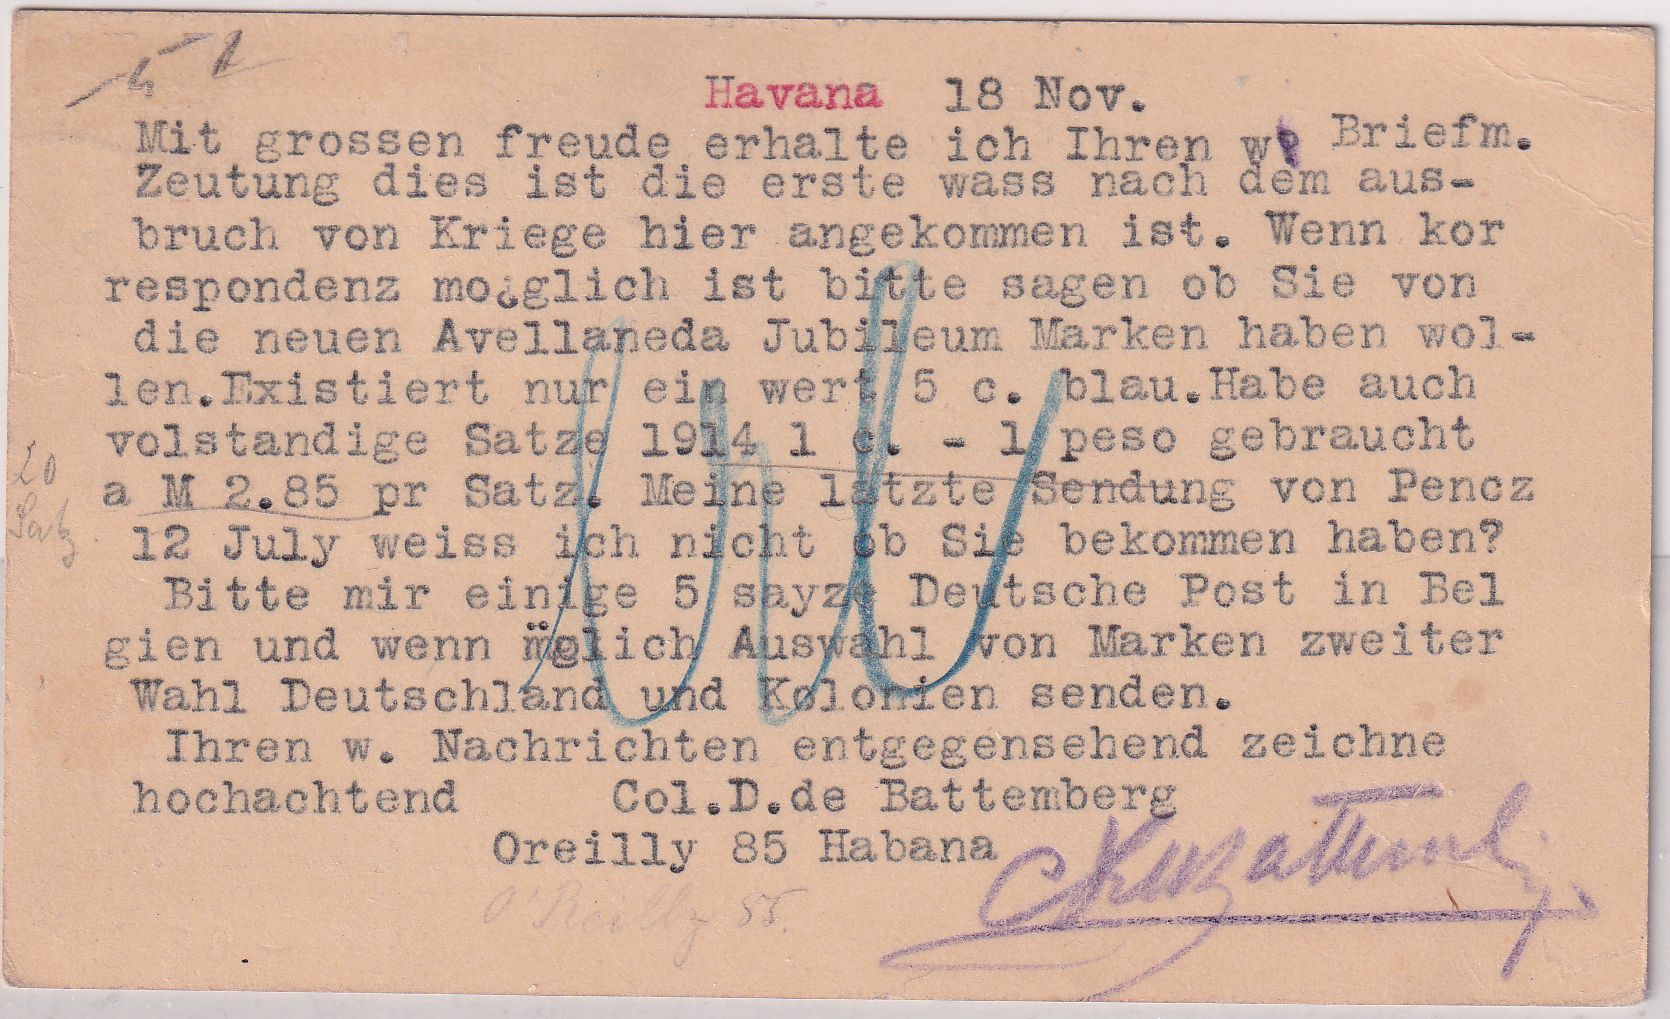 Havana 18 Nov.
Mit grossen freude erhalte ich Ihren w. Briefm.
Zeutung dies ist die erste wass nach dem aus-
bruch von Kriege hier angekommen ist. Wenn kor
respondenz mo¿glich ist bitte sagen ob Sie von
die neuen Avellaneda Jubileum Marken haben wol-
len.Existiert nur ein wert 5 c. blau.Habe auch
volstandige Satze 1914 1 c. - 1 peso gebraucht
20
a M 2.85 pr Satz. Meine latzte Sendung von Pencz
Satz.
12 July weiss ich nicht ob Sie bekommen haben?
Bitte mir einige 5 sayze Deutsche Post in Bel
gien und wenn möglich Auswahl von Marken zweiter
Wahl Deutschland und Kolonien senden.
Ihren w. Nachrichten entgegensehend zeichne
hochachtend Col.D.de Battemberg
Oreilly 85 Habana
O'Reilly 85.